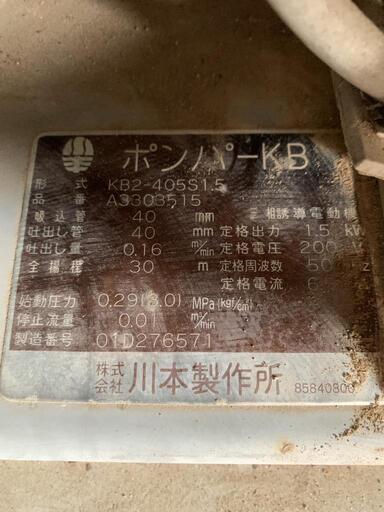 ポンパーKB
形式 KB2-405S1.5
番号 A3303515
吸込管 40 mm 三相誘導電動機
吐出し管 40 mm 定格出力 1.5 kW
吐出し量 0.16 m³/min 定格電圧 200 V
全揚程 30 m 定格周波数 50 Hz
定格電流 6.
始動圧力 0.29(3.0) MPa(kgf/cm²)
停止流量 0.01 m³/min
製造番号 01D276571
株式会社 川本製作所 85840800